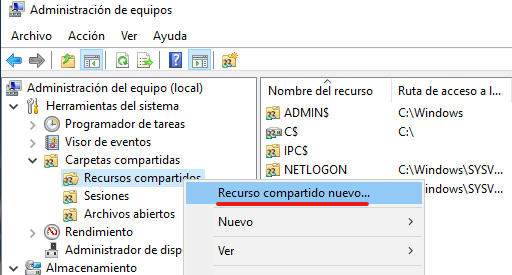 Administración de equipos
Archivo Acción Ver Ayuda
Administración del equipo (local)
Herramientas del sistema
Programador de tareas
Visor de eventos
Carpetas compartidas
Recursos compartidos
Sesiones
Archivos abiertos
Rendimiento
Administrador de disp
Almacenamiento
Nombre del recurso Ruta de acceso a l...
ADMIN$ C:\Windows
C$ C:\
IPC$
NETLOGON C:\Windows\SYSV...
ndows\SYSV...
Recurso compartido nuevo...
Nuevo
Ver